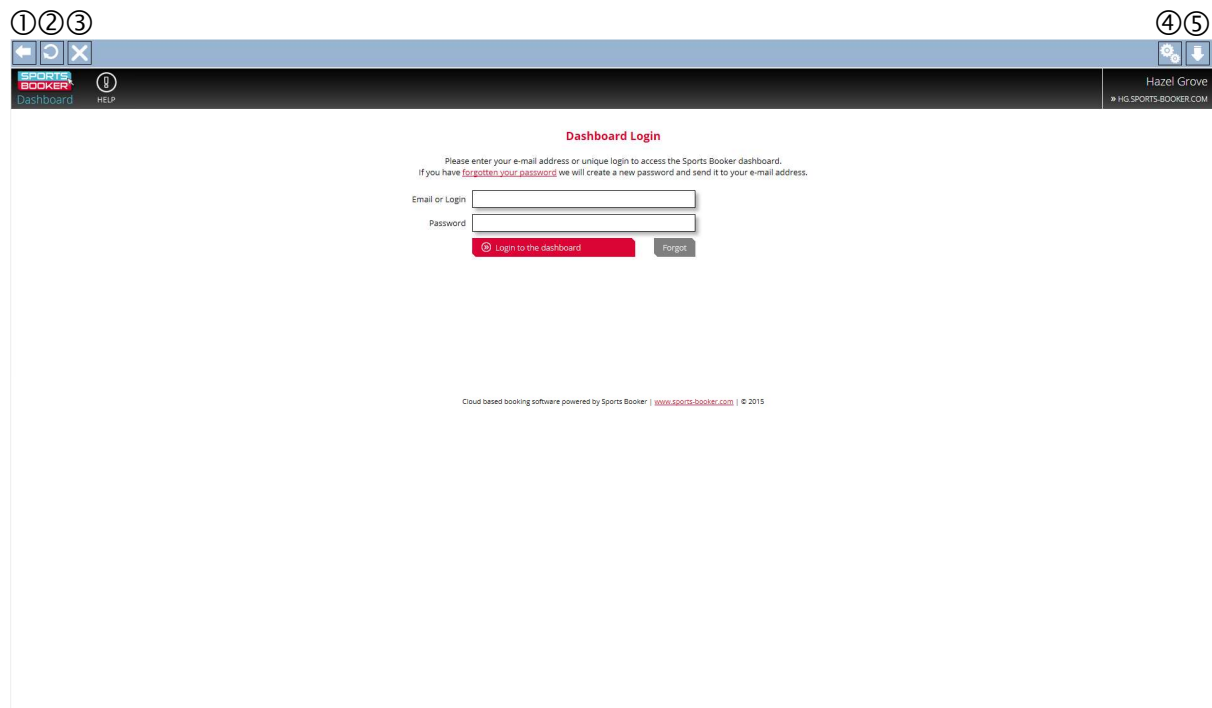 ①②③ ④⑤
SPORTS
BOOKER
Dashboard
HELP
Hazel Grove
» HG.SPORTS-BOOKER.COM
Dashboard Login
Please enter your e-mail address or unique login to access the Sports Booker dashboard.
If you have forgotten your password we will create a new password and send it to your e-mail address.
Email or Login
Password
Login to the dashboard Forgot
Cloud based booking software powered by Sports Booker | www.sports-booker.com | © 2015